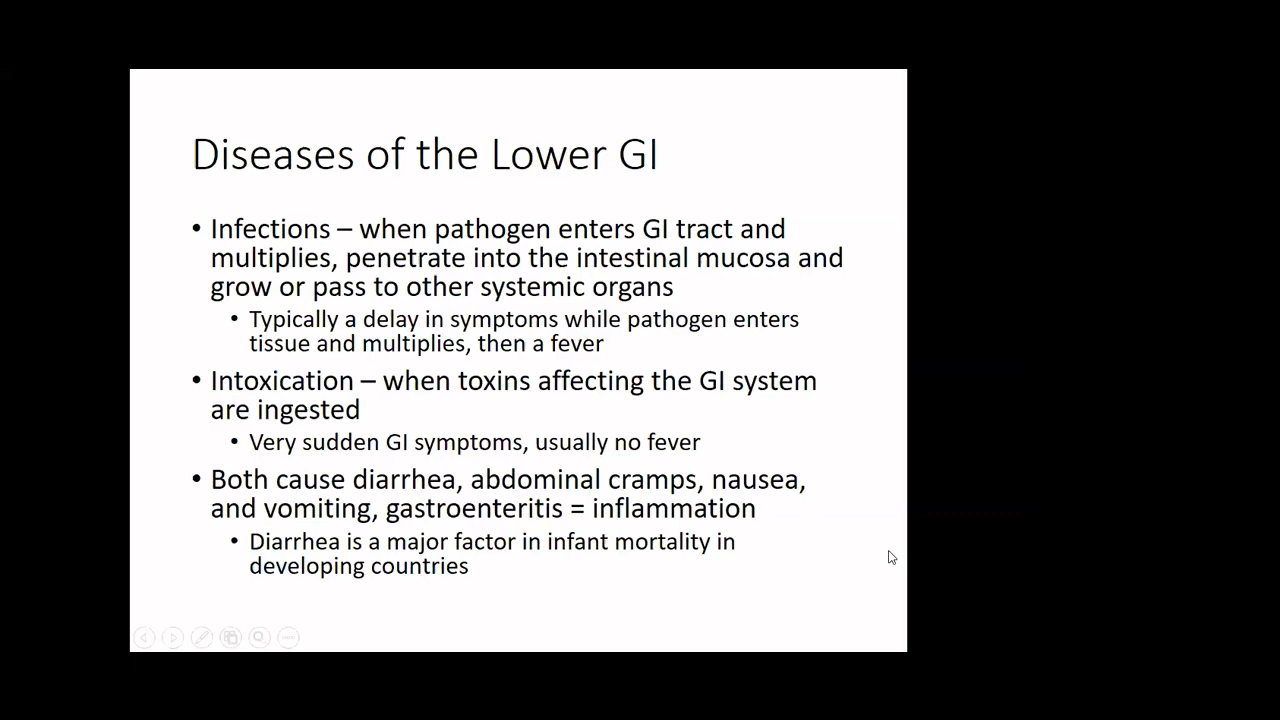 Diseases of the Lower GI
• Infections – when pathogen enters GI tract and
multiplies, penetrate into the intestinal mucosa and
grow or pass to other systemic organs
• Typically a delay in symptoms while pathogen enters
tissue and multiplies, then a fever
• Intoxication – when toxins affecting the GI system
are ingested
• Very sudden GI symptoms, usually no fever
• Both cause diarrhea, abdominal cramps, nausea,
and vomiting, gastroenteritis = inflammation
• Diarrhea is a major factor in infant mortality in
developing countries